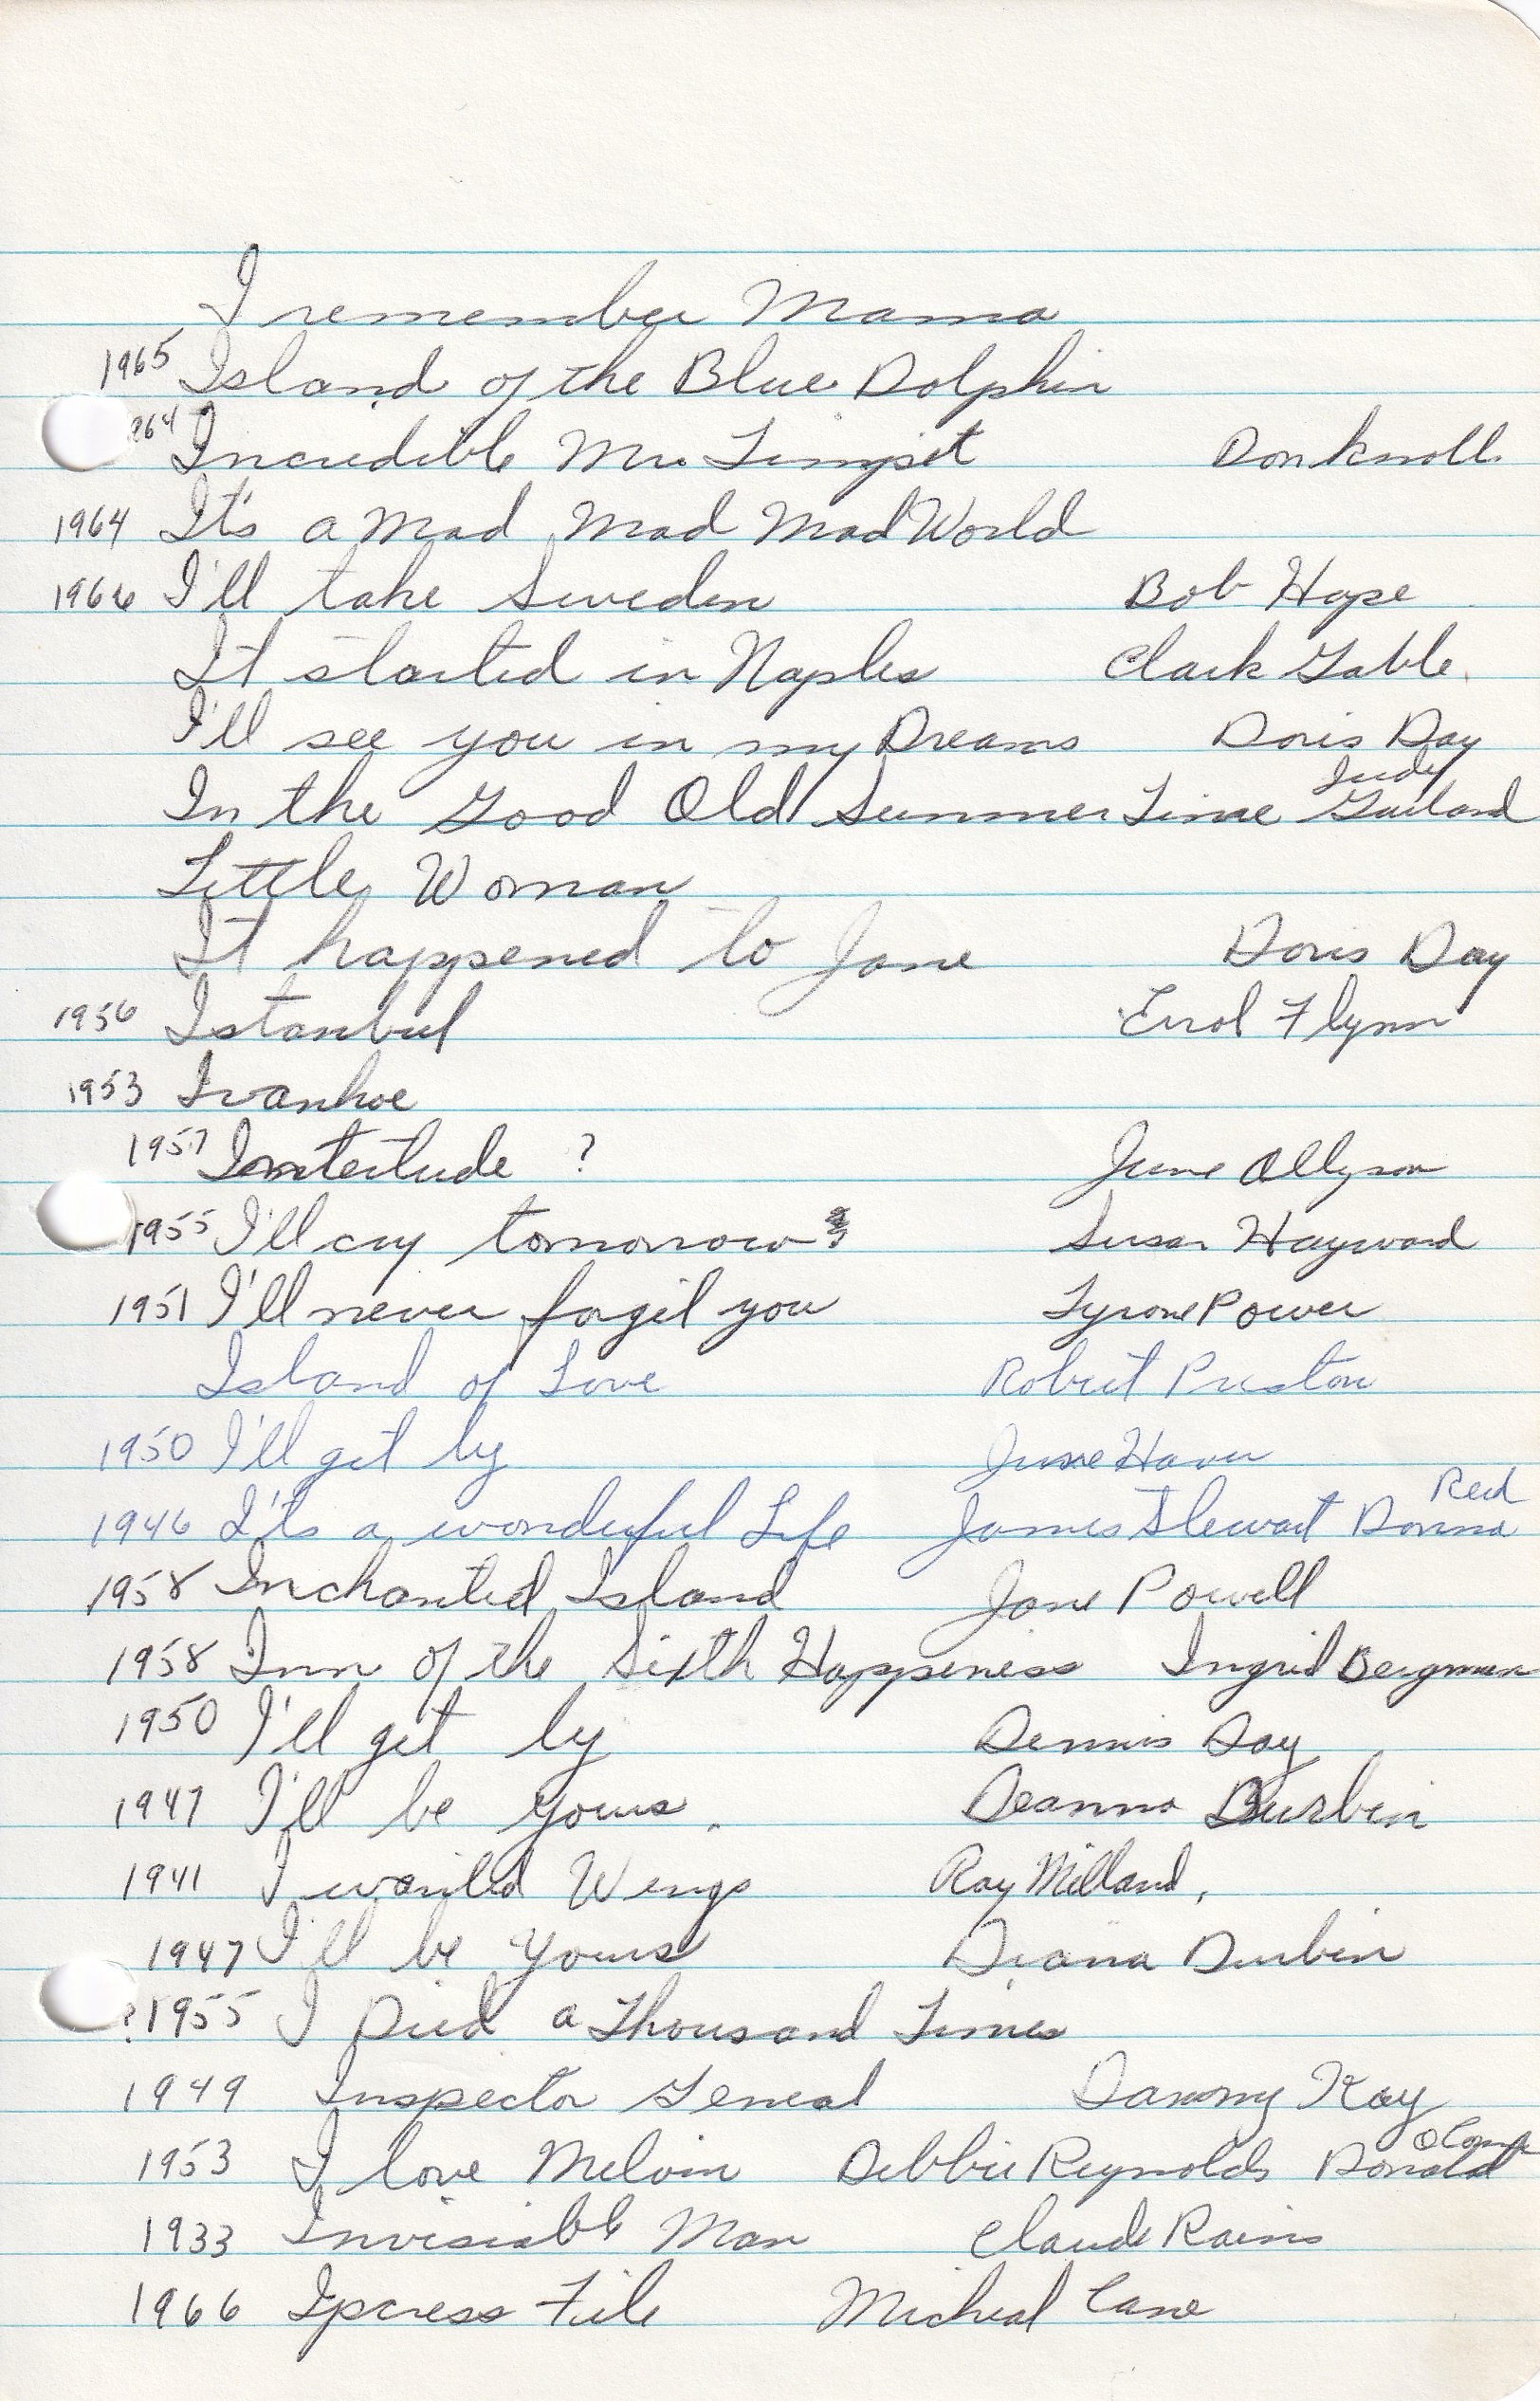 I remember Mama
1965 Island of the Blue Dolphin
964 Incredible Mr. Limpet Don knoll.
1964 It's a Mad Mad Mad World
1966 I'll take Sweden Bob Hope
It started in Naples Clark Gable.
I'll see you in my Dreams Doris Day
In the Good Old Summer Time Judy Garland
Little Woman
It happened to Jane Doris Day
1956 Istanbul Errol Flynn
1953 Ivanhoe
1957 ? June Allyson
1955 I'll cry tomorrow Susan Hayward
1951 I'll never forget you Tyrone Power
Island of Love Robert Preston
1950 I'll get by June Haver
1946 It's a wonderful Life James Stewart Donna Reed
1958 Inchanted Island Jane Powell
1958 Inn of the Sixth Happeness Ingrid Bergman
1950 I'll get by Dennis Day
1947 I'll be yours. Deanna Durbin
1941 I wanted Wings Ray Milland,
1947 I'll be Yours Diana Durbin
?1955 I Died a Thousand Times
1949 Inspector General Danny Kay
1953 I love Melvin Debbie Reynolds Donald
1933 Invisiable Man Claude Rains
1966 Ipcress File Micheal Cane